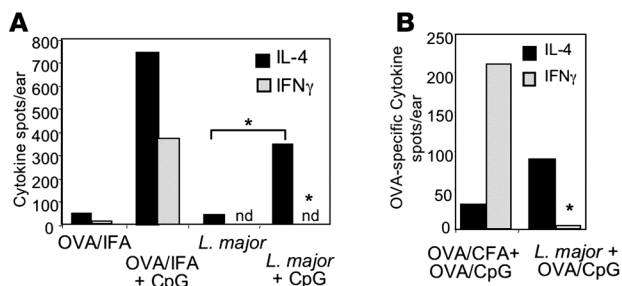 A
Cytokine spots/ear
800
700
600
500
400
300
200
100
0
IL-4
IFNγ
*
nd
*
nd
OVA/IFA
OVA/IFA
+ CpG
L. major
L. major
+ CpG
B
OVA-specific Cytokine
spots/ear
250
200
150
100
50
0
IL-4
IFNγ
*
OVA/CFA+
OVA/CpG
L. major +
OVA/CpG